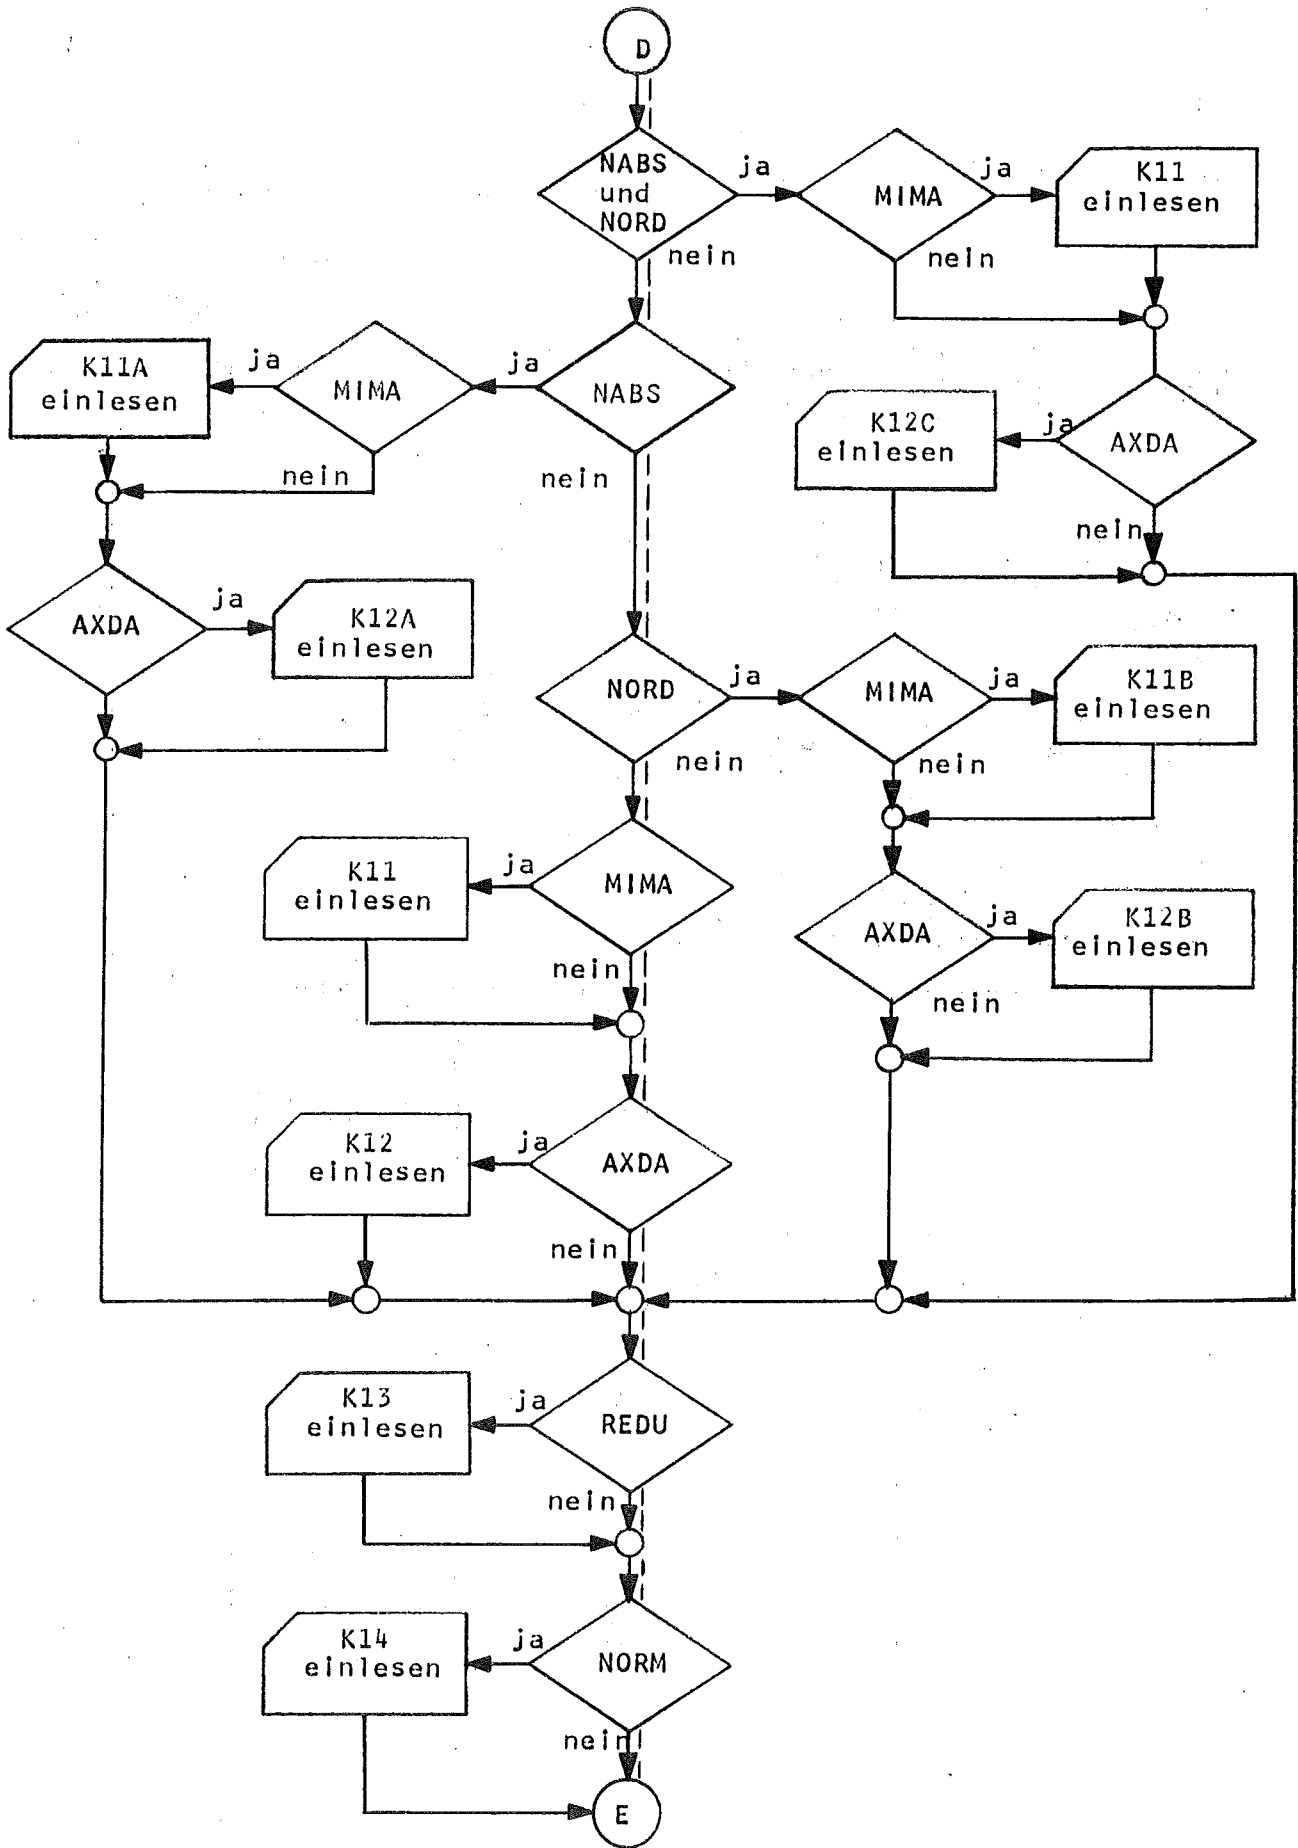 D
NABS
und
NORD
ja
MIMA
ja
K11
einlesen
nein
nein
K11A
einlesen
ja
MIMA
ja
NABS
nein
nein
K12C
einlesen
ja
AXDA
nein
AXDA
ja
K12A
einlesen
NORD
ja
MIMA
ja
K11B
einlesen
nein
nein
K11
einlesen
ja
MIMA
nein
AXDA
ja
K12B
einlesen
nein
K12
einlesen
ja
AXDA
nein
K13
einlesen
ja
REDU
nein
K14
einlesen
ja
NORM
nein
E